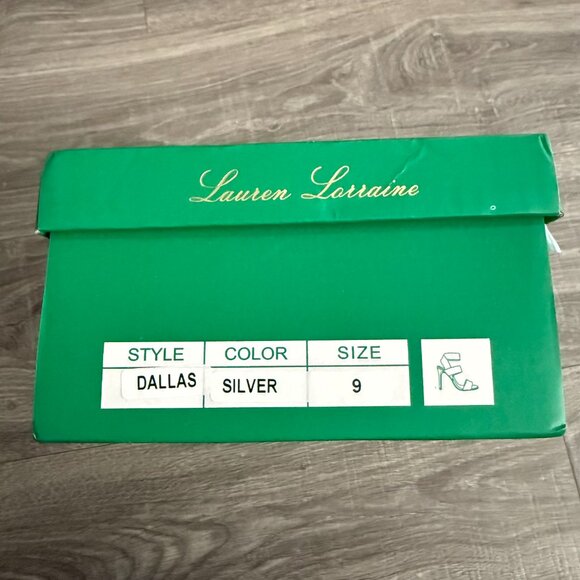 Lauren Lorraine
STYLE COLOR SIZE
DALLAS SILVER 9